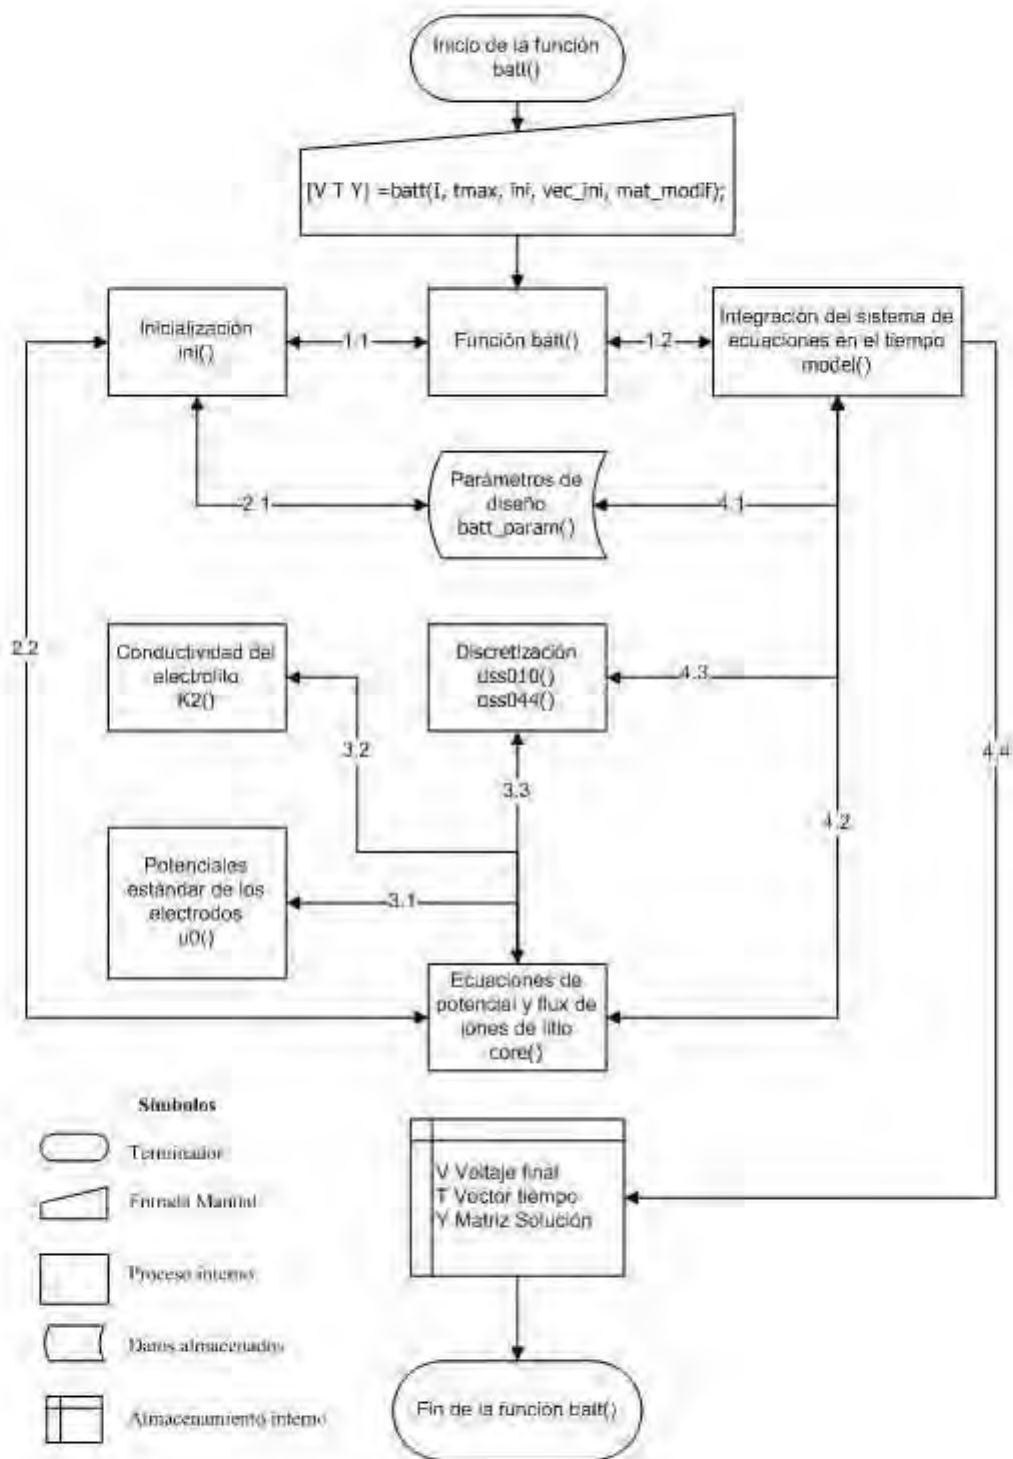 Inicio de la función
batt()
[V T Y] =batt(I, tmax, ini, vec_ini, mat_modif);
Inicialización
ini()
1.1
Función batt()
1.2
Integración del sistema de
ecuaciones en el tiempo
model()
2.1
Parámetros de
diseño
batt_param()
4.1
2.2
Conductividad del
electrolito
K2()
Discretización
dss010()
dss044()
4.3
3.2
3.3
4.4
4.2
Potenciales
estándar de los
electrodos
u0()
3.1
Ecuaciones de
potencial y flux de
iones de litio
core()
Símbolos
Terminador
Entrada Manual
Proceso interno
Datos almacenados
Almacenamiento interno
V Voltaje final
T Vector tiempo
Y Matriz Solución
Fin de la función batt()